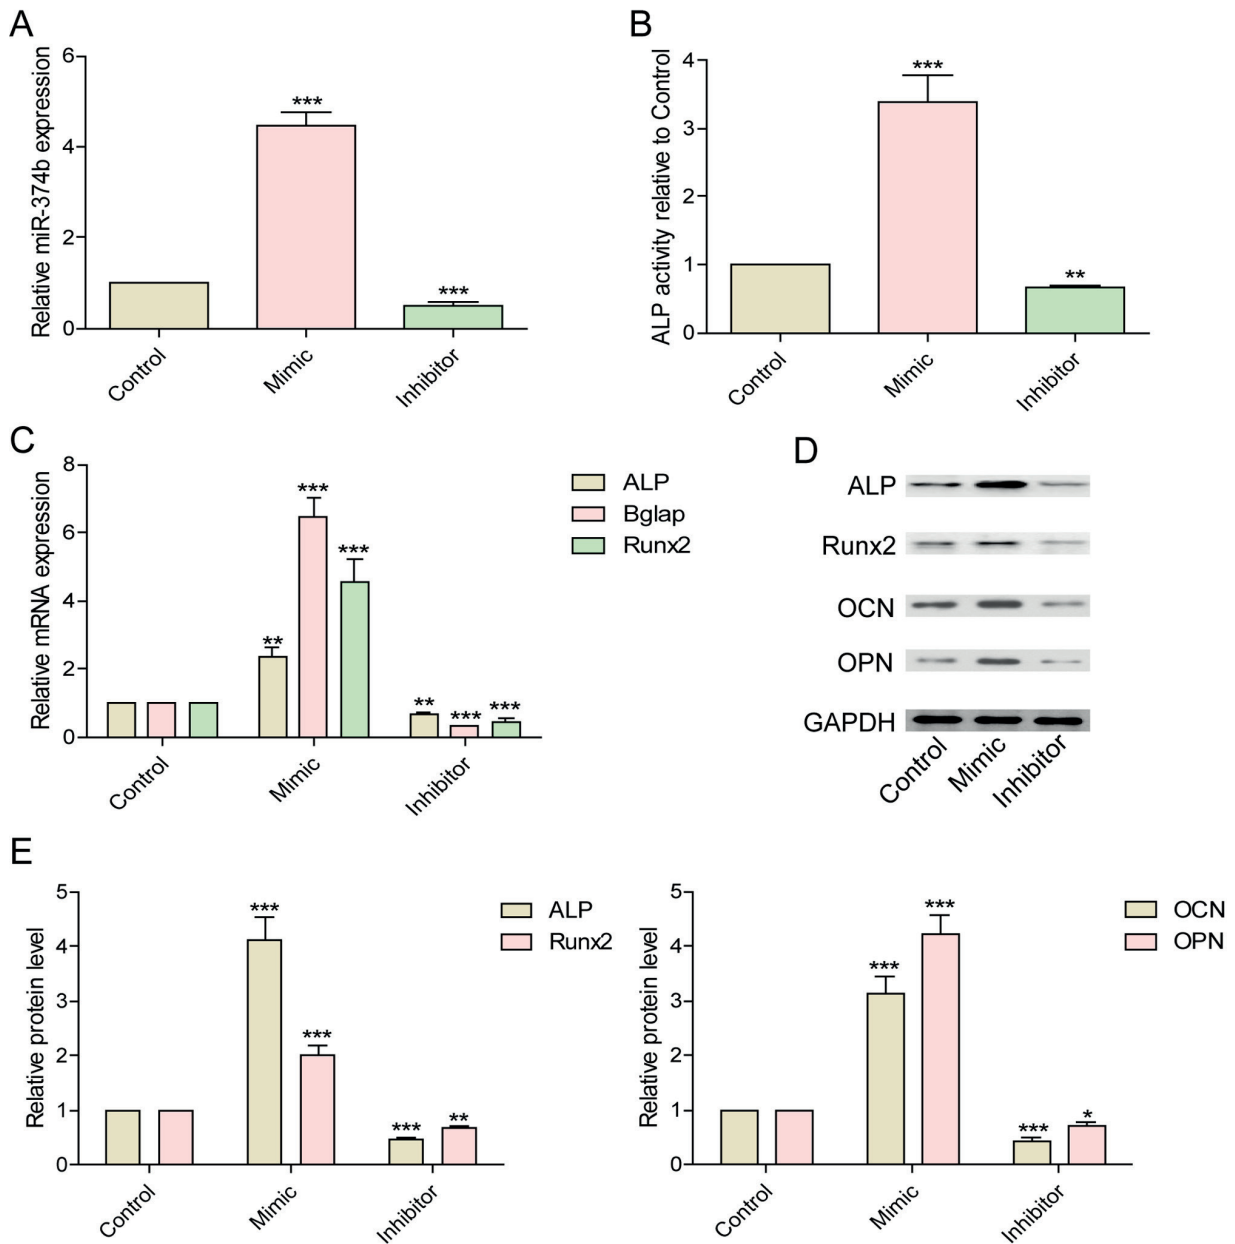 A
Relative miR-374b expression
6
4
2
0
***
***
Control
Mimic
Inhibitor
B
ALP activity relative to Control
4
3
2
1
0
***
**
Control
Mimic
Inhibitor
C
Relative mRNA expression
8
6
4
2
0
**
***
***
**
***
***
Control
Mimic
Inhibitor
ALP
Bglap
Runx2
D
ALP
Runx2
OCN
OPN
GAPDH
Control
Mimic
Inhibitor
E
Relative protein level
5
4
3
2
1
0
***
***
***
**
Control
Mimic
Inhibitor
ALP
Runx2
Relative protein level
5
4
3
2
1
0
***
***
***
*
Control
Mimic
Inhibitor
OCN
OPN